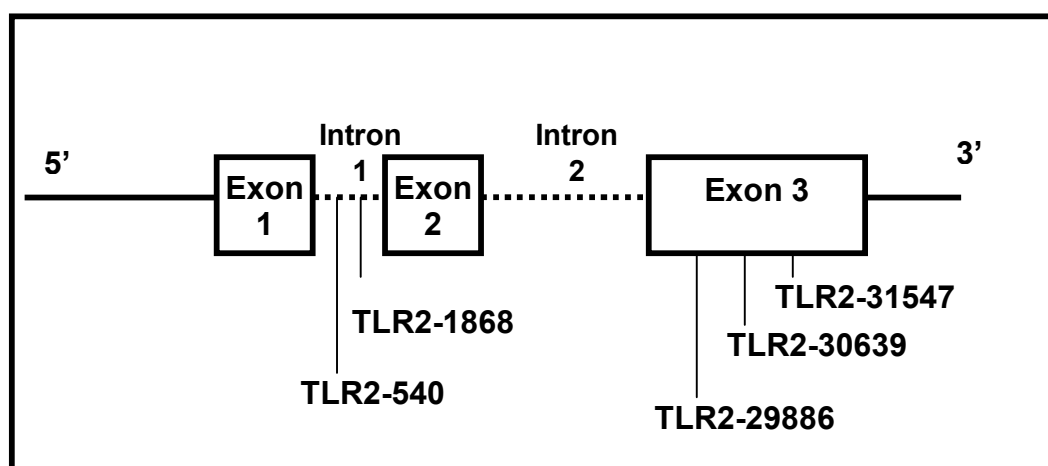 5’
Exon
1
Intron
1
Exon
2
Intron
2
Exon 3
3’
TLR2-31547
TLR2-1868
TLR2-30639
TLR2-540
TLR2-29886